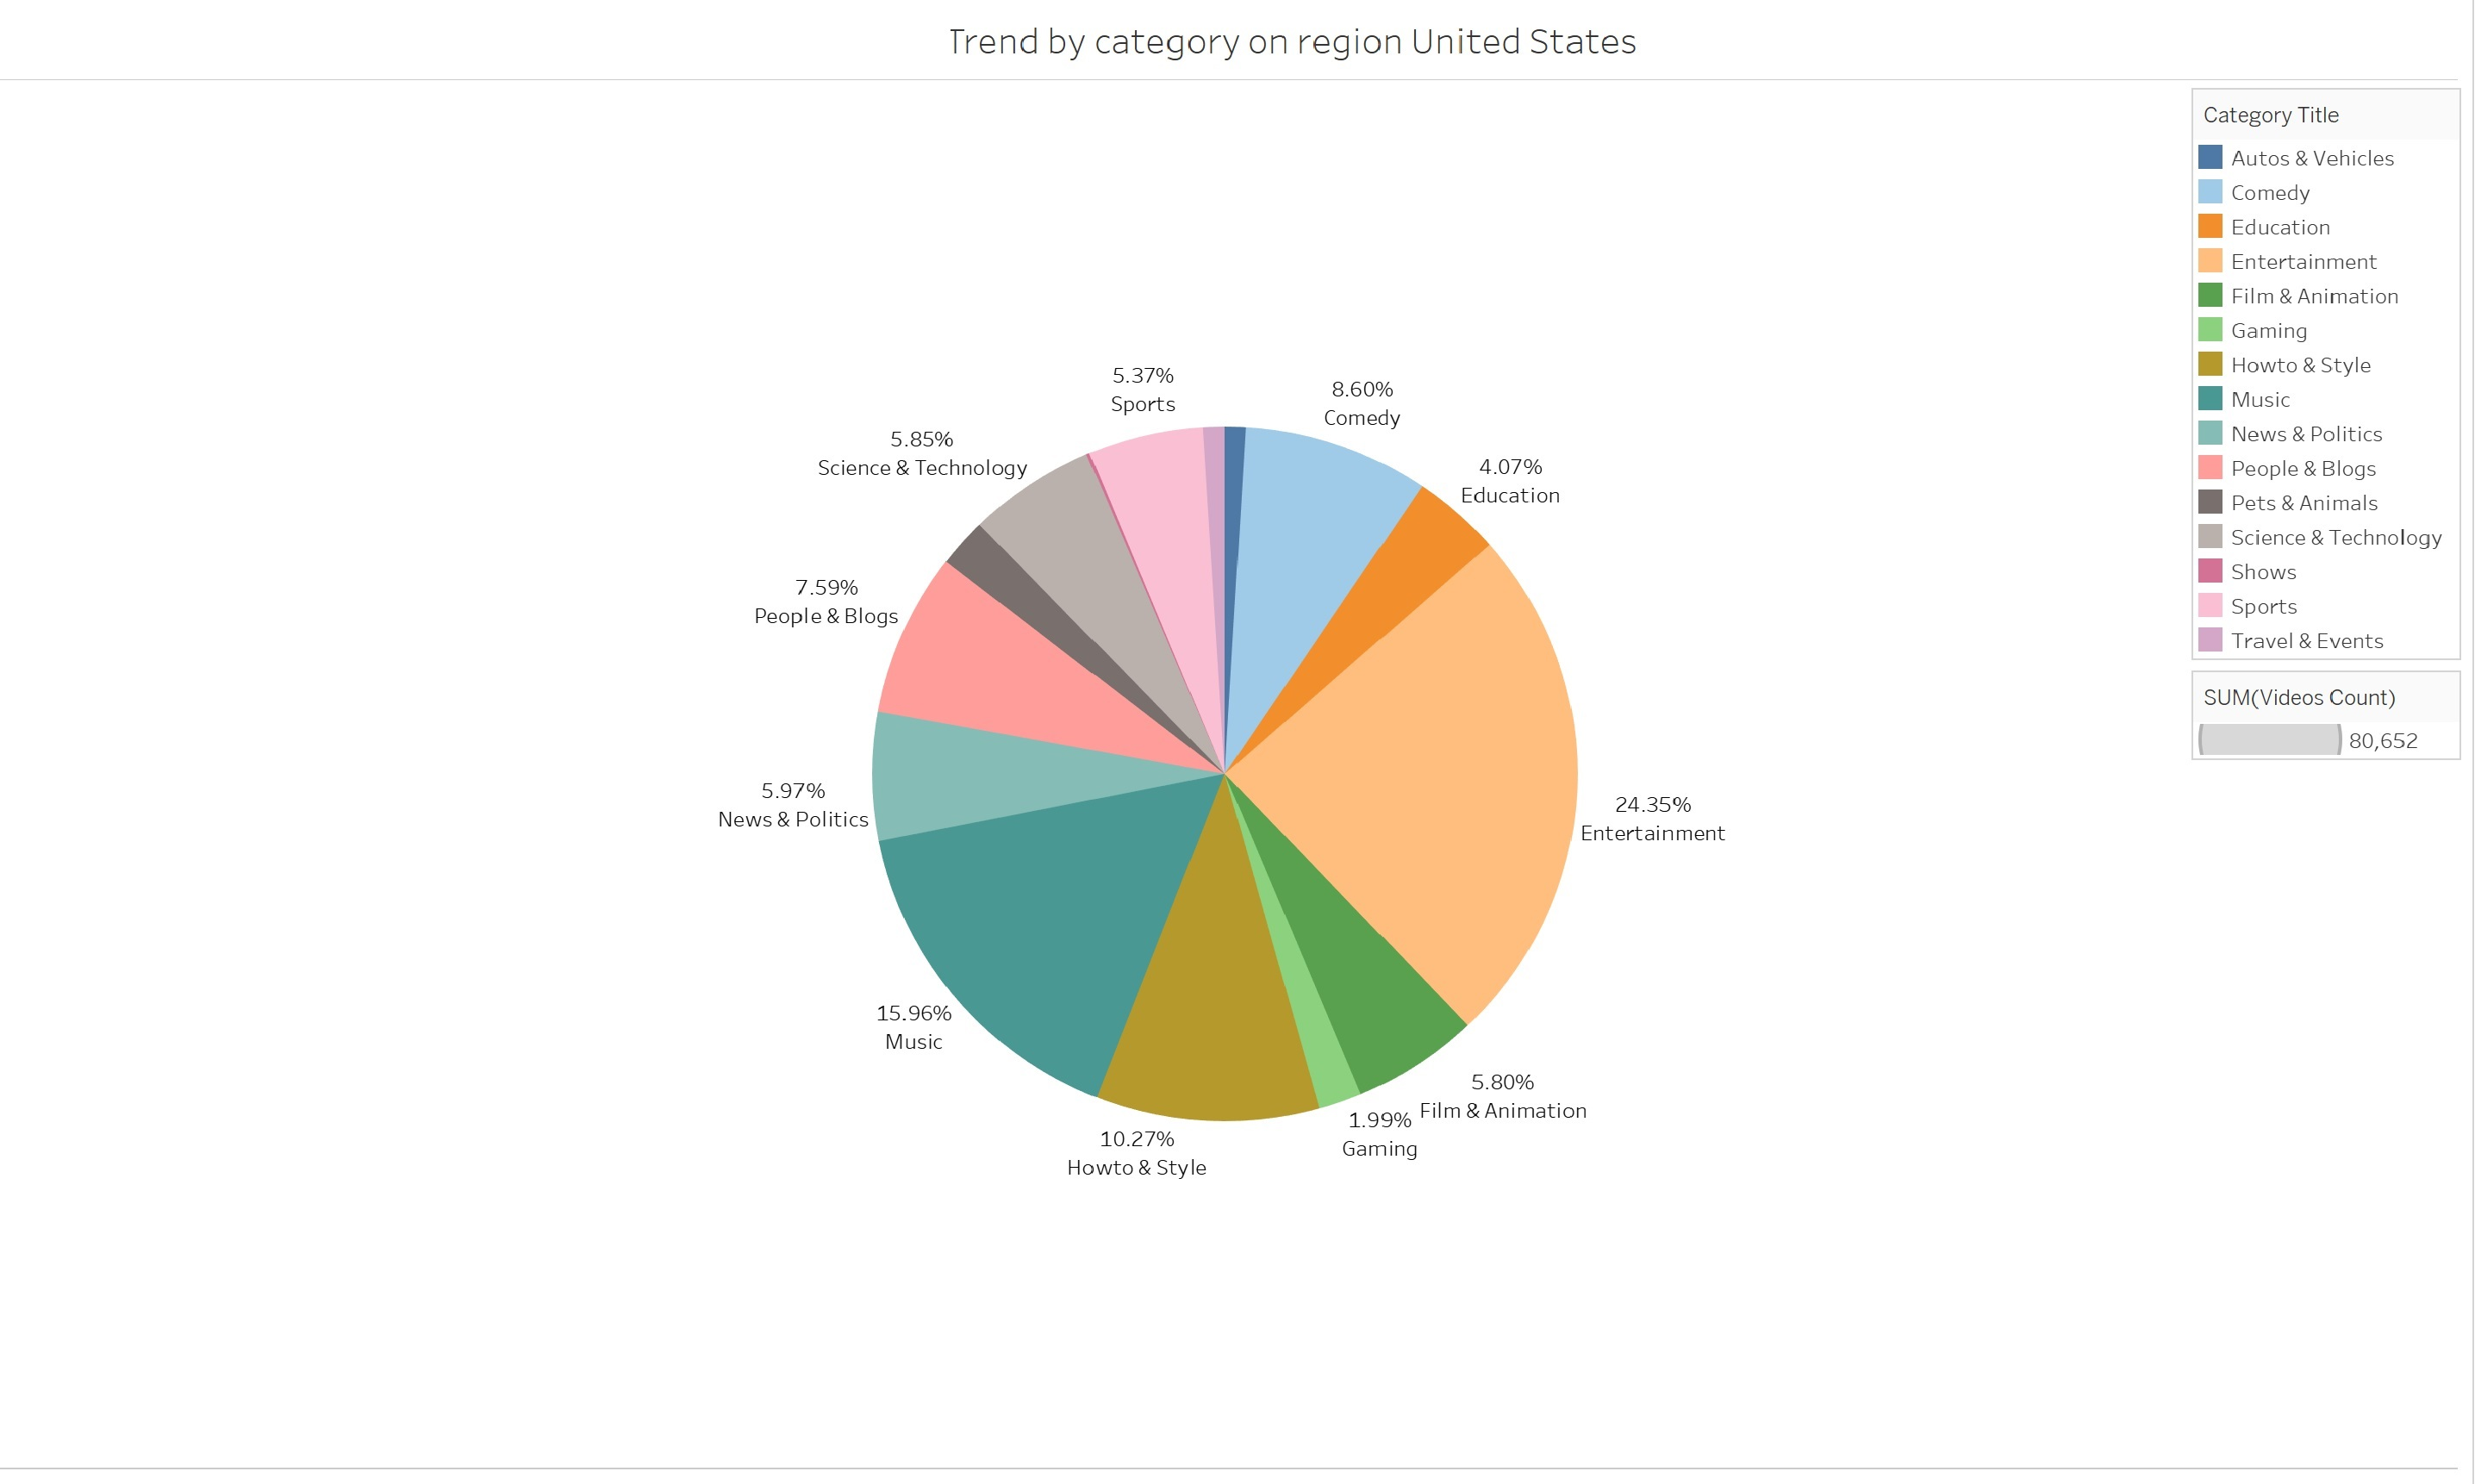 Trend by category on region United States
Category Title
Autos & Vehicles
Comedy
Education
Entertainment
Film & Animation
Gaming
Howto & Style
Music
News & Politics
People & Blogs
Pets & Animals
Science & Technology
Shows
Sports
Travel & Events
SUM(Videos Count)
80,652
5.37%
Sports
8.60%
Comedy
5.85%
Science & Technology
4.07%
Education
7.59%
People & Blogs
5.97%
News & Politics
24.35%
Entertainment
15.96%
Music
5.80%
Film & Animation
1.99%
Gaming
10.27%
Howto & Style